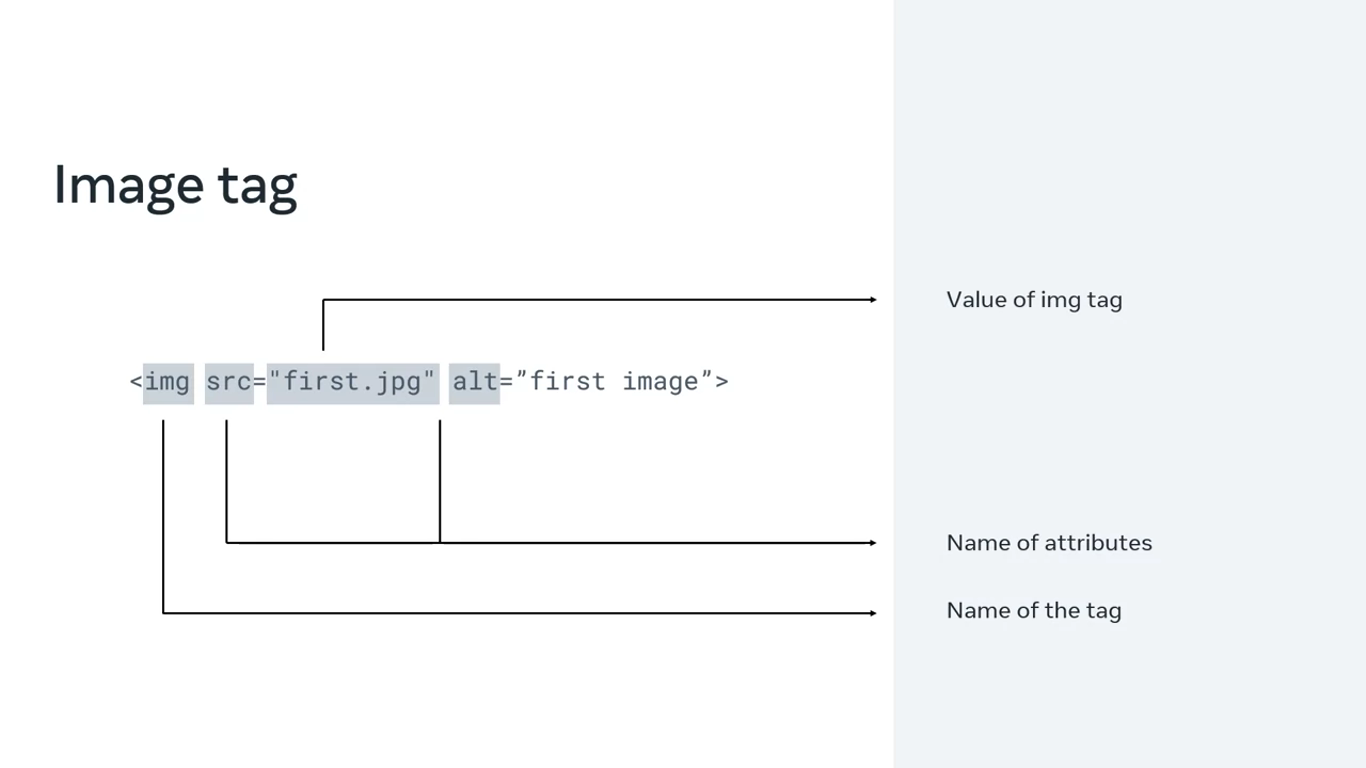 Image tag
Value of img tag
<img src="first.jpg" alt=”first image”>
Name of attributes
Name of the tag